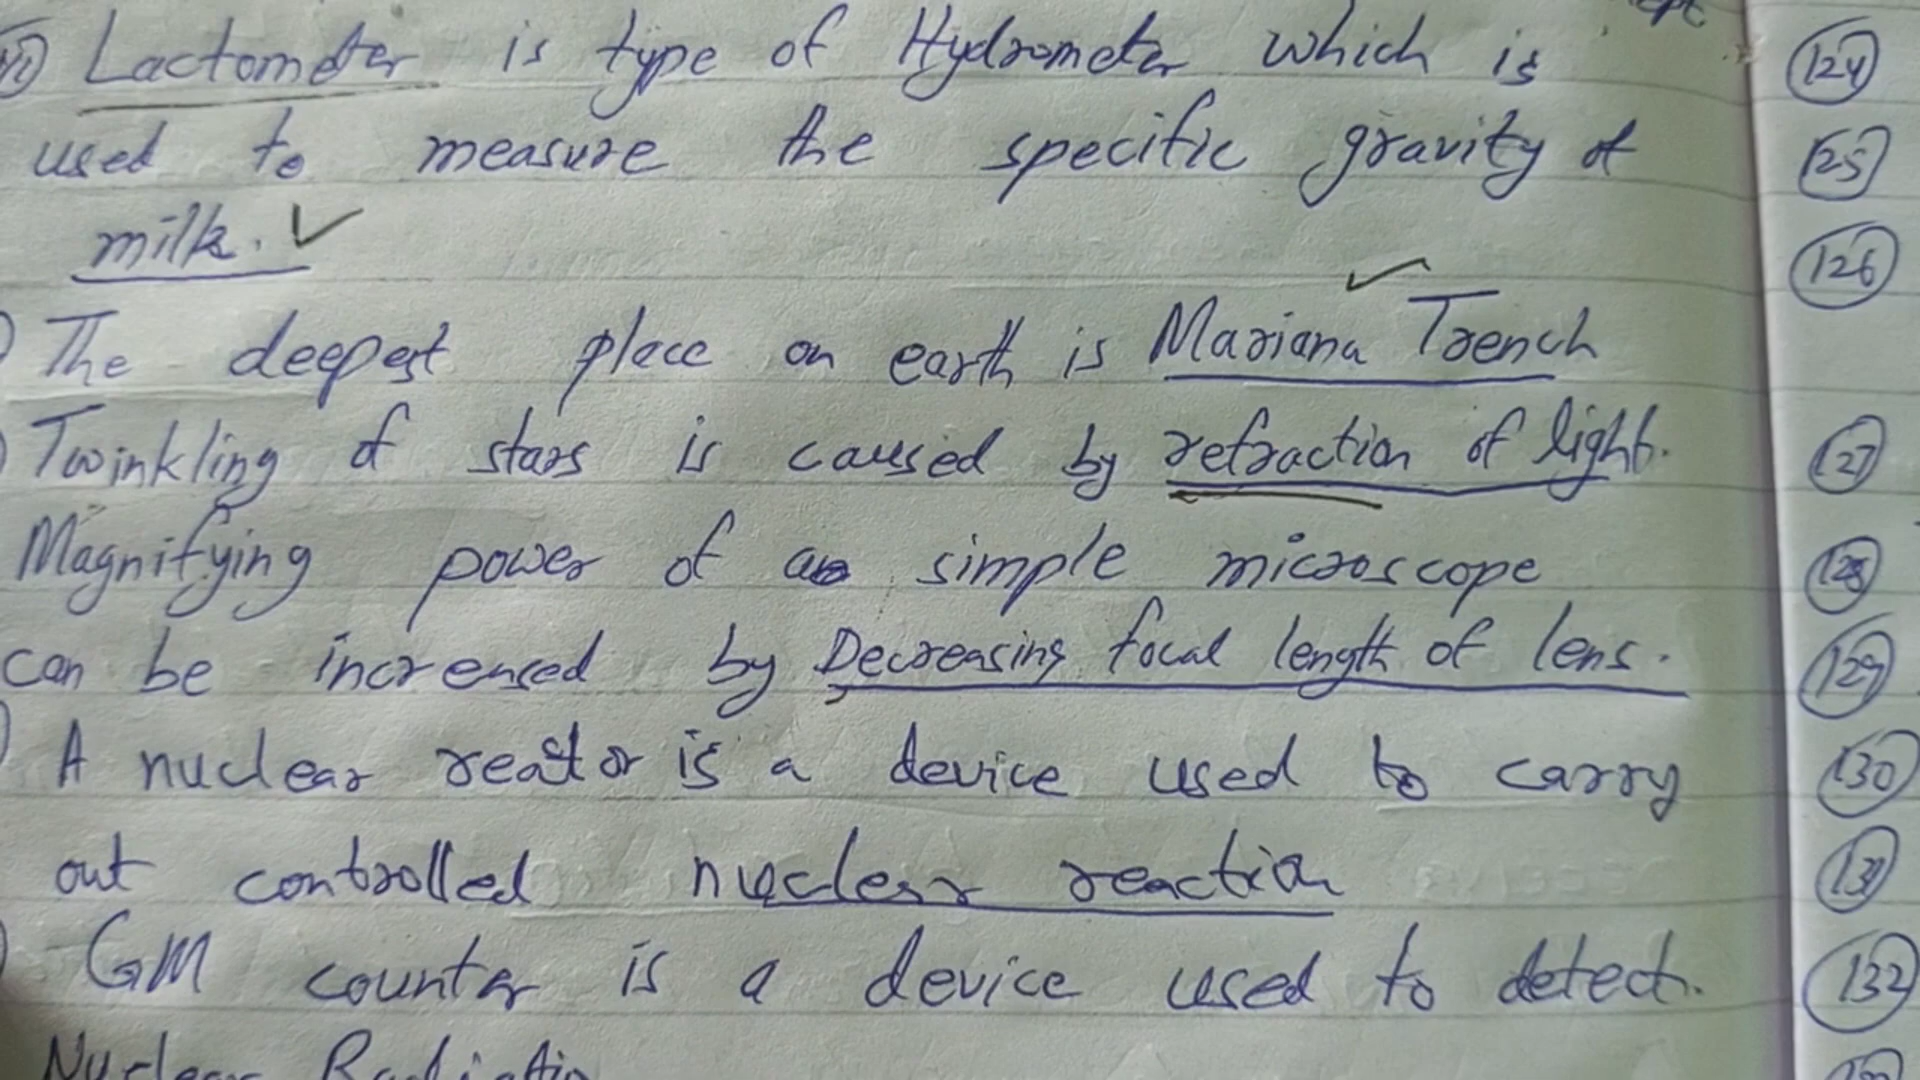 Lactometer is type of Hydrometer which is
used to measure the specific gravity of
milk.
The deepest place on earth is Mariana Trench
Twinkling of stars is caused by refraction of light.
Magnifying power of a simple microscope
can be increased by Decreasing focal length of lens.
A nuclear reactor is a device used to carry
out controlled nuclear reaction
GM counter is a device used to detect.
Nuclear Radiation
124
125
126
127
128
129
130
131
132